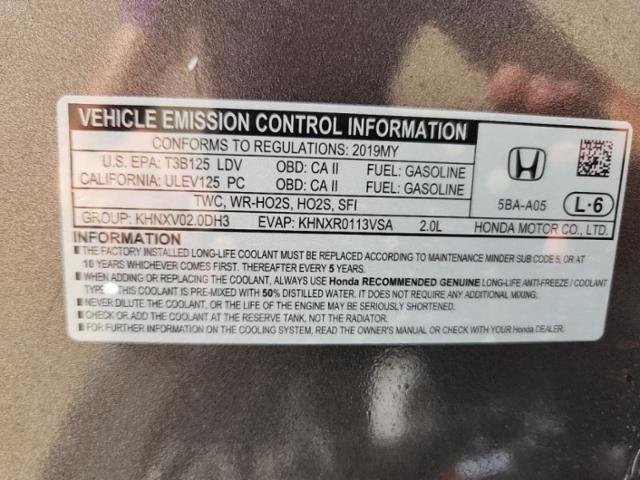 VEHICLE EMISSION CONTROL INFORMATION
CONFORMS TO REGULATIONS: 2019MY
U.S. EPA: T3B125 LDV OBD: CA II FUEL: GASOLINE
CALIFORNIA: ULEV125 PC OBD: CA II FUEL: GASOLINE
TWC, WR-HO2S, HO2S, SFI
GROUP: KHNXV02.0DH3 EVAP: KHNXR0113VSA 2.0L
5BA-A05 L-6
HONDA MOTOR CO., LTD.
INFORMATION
■ THE FACTORY INSTALLED LONG-LIFE COOLANT MUST BE REPLACED ACCORDING TO MAINTENANCE MINDER SUB CODE 5, OR AT
10 YEARS WHICHEVER COMES FIRST. THEREAFTER EVERY 5 YEARS.
■ WHEN ADDING OR REPLACING THE COOLANT, ALWAYS USE Honda RECOMMENDED GENUINE LONG-LIFE ANTI-FREEZE / COOLANT
TYPE 2. THIS COOLANT IS PRE-MIXED WITH 50% DISTILLED WATER. IT DOES NOT REQUIRE ANY ADDITIONAL MIXING.
■ NEVER DILUTE THE COOLANT, OR THE LIFE OF THE ENGINE MAY BE SERIOUSLY SHORTENED.
■ CHECK OR ADD THE COOLANT AT THE RESERVE TANK, NOT THE RADIATOR.
■ FOR FURTHER INFORMATION ON THE COOLING SYSTEM, READ THE OWNER'S MANUAL OR CHECK WITH YOUR Honda DEALER.